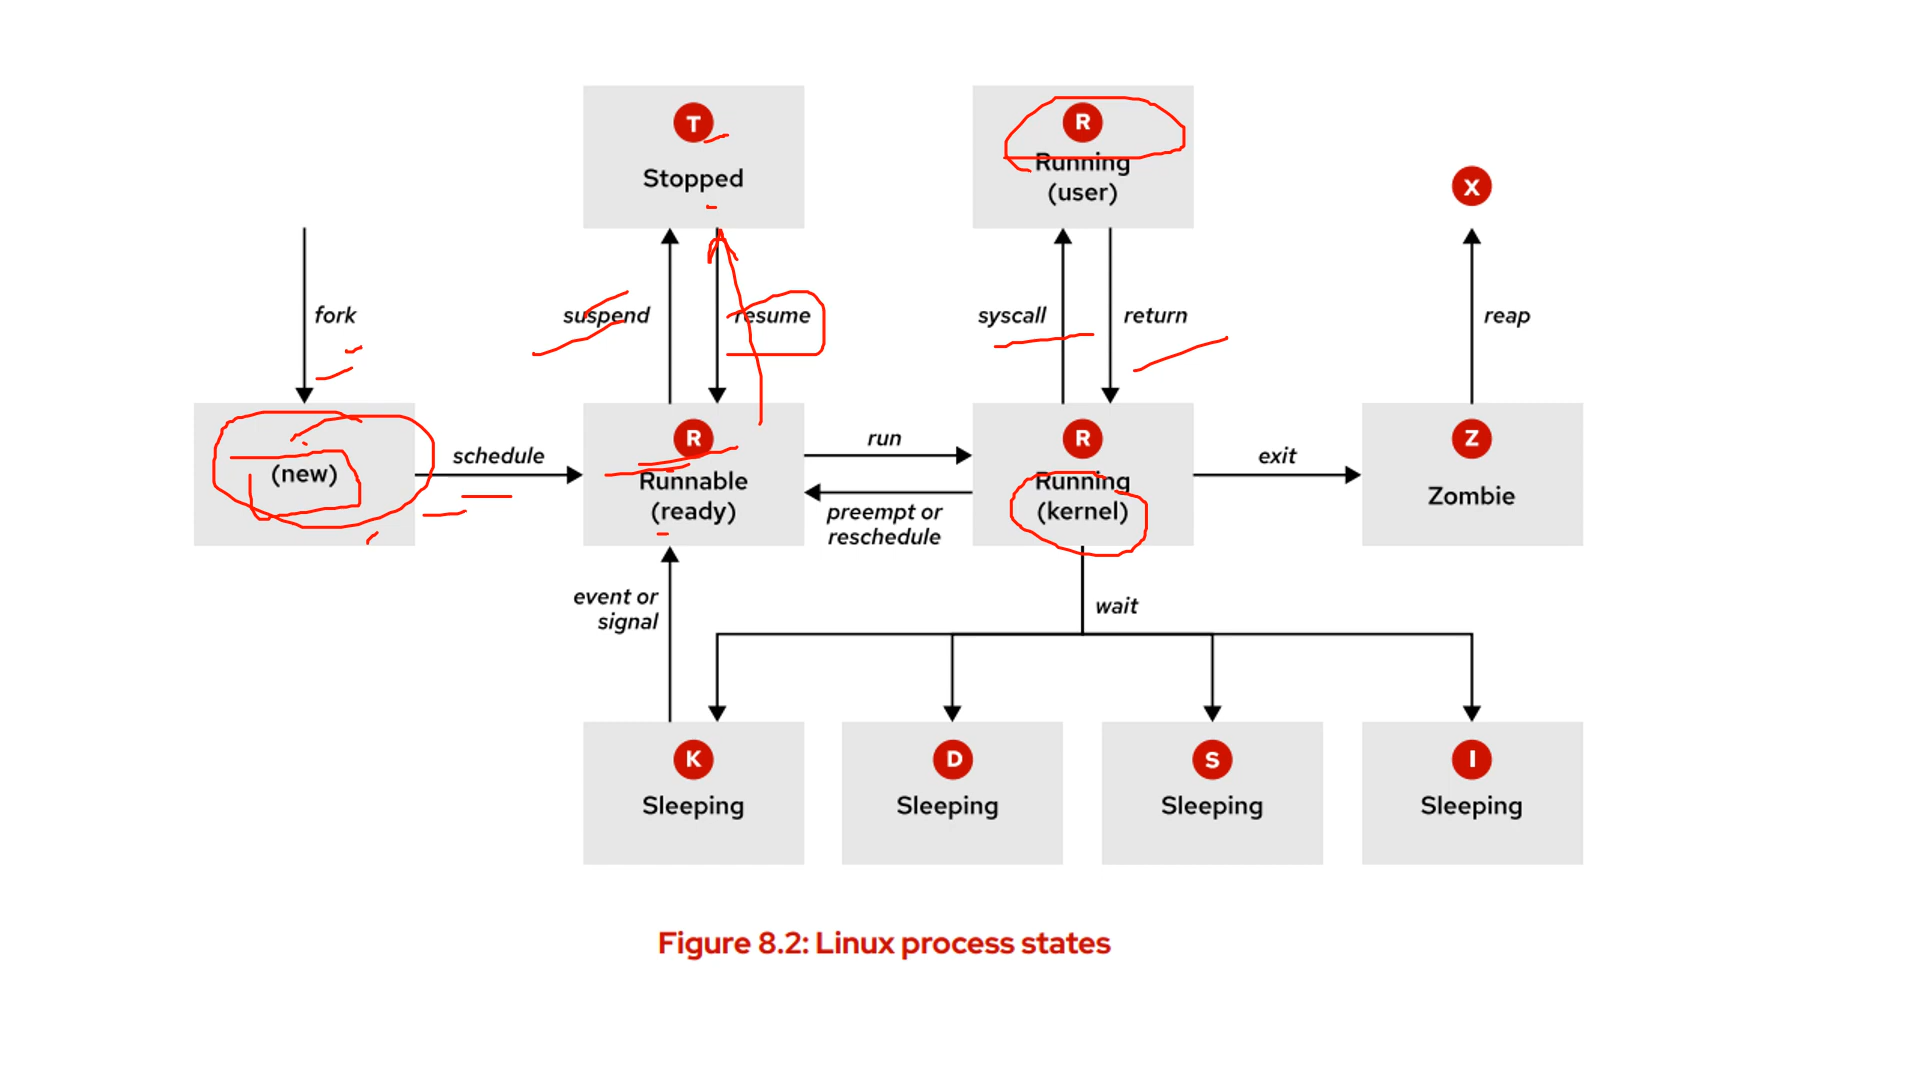 T
Stopped
R
Running
(user)
X
fork
suspend
resume
syscall
return
reap
(new)
schedule
R
Runnable
(ready)
run
preempt or
reschedule
R
Running
(kernel)
exit
Z
Zombie
event or
signal
wait
K
Sleeping
D
Sleeping
S
Sleeping
I
Sleeping
Figure 8.2: Linux process states